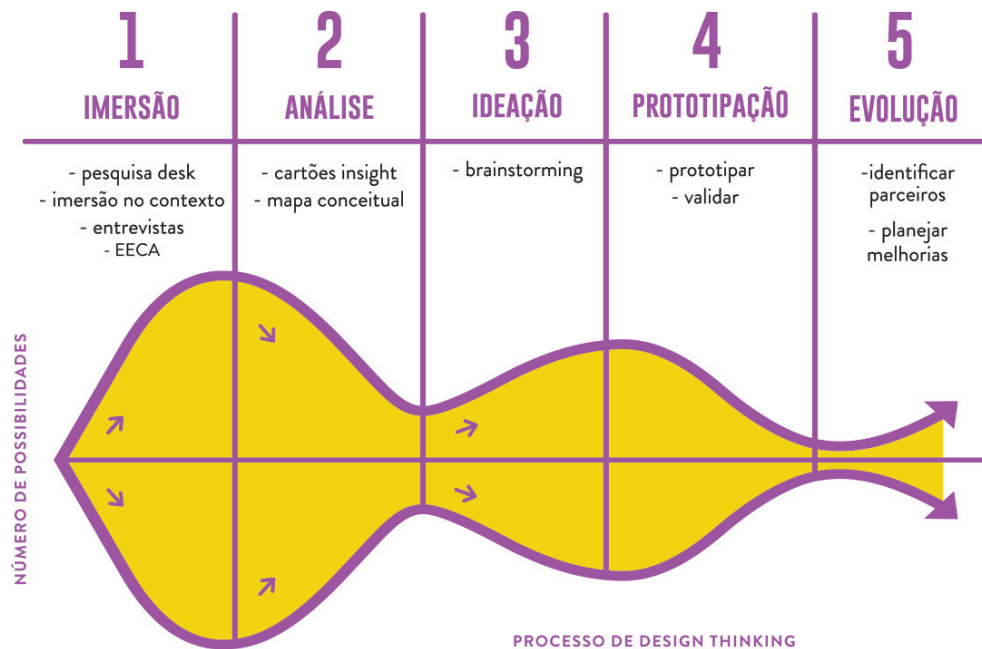 1
IMERSÃO
- pesquisa desk
- imersão no contexto
- entrevistas
- EECA
2
ANÁLISE
- cartões insight
- mapa conceitual
3
IDEAÇÃO
- brainstorming
4
PROTOTIPAÇÃO
- prototipar
- validar
5
EVOLUÇÃO
-identificar
parceiros
- planejar
melhorias
NÚMERO DE POSSIBILIDADES
PROCESSO DE DESIGN THINKING